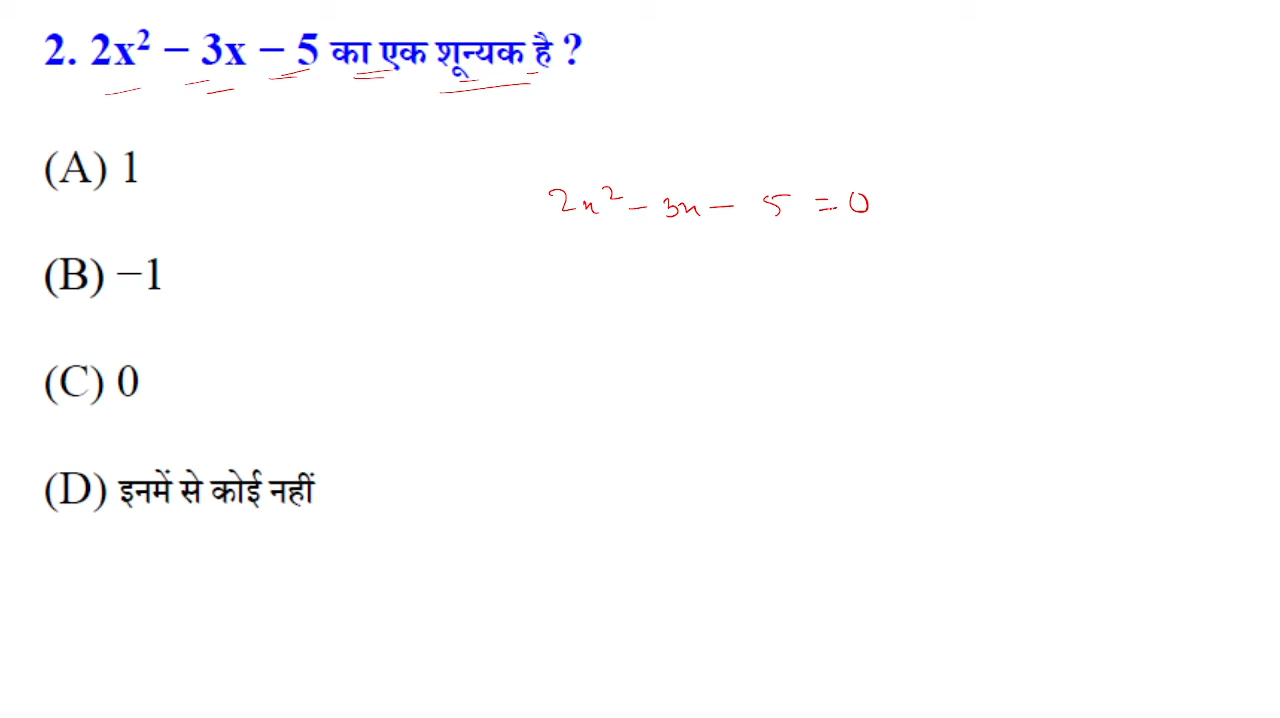 2. 2x² − 3x − 5 का एक शून्यक है ?
(A) 1
2x² − 3x − 5 = 0
(B) −1
(C) 0
(D) इनमें से कोई नहीं